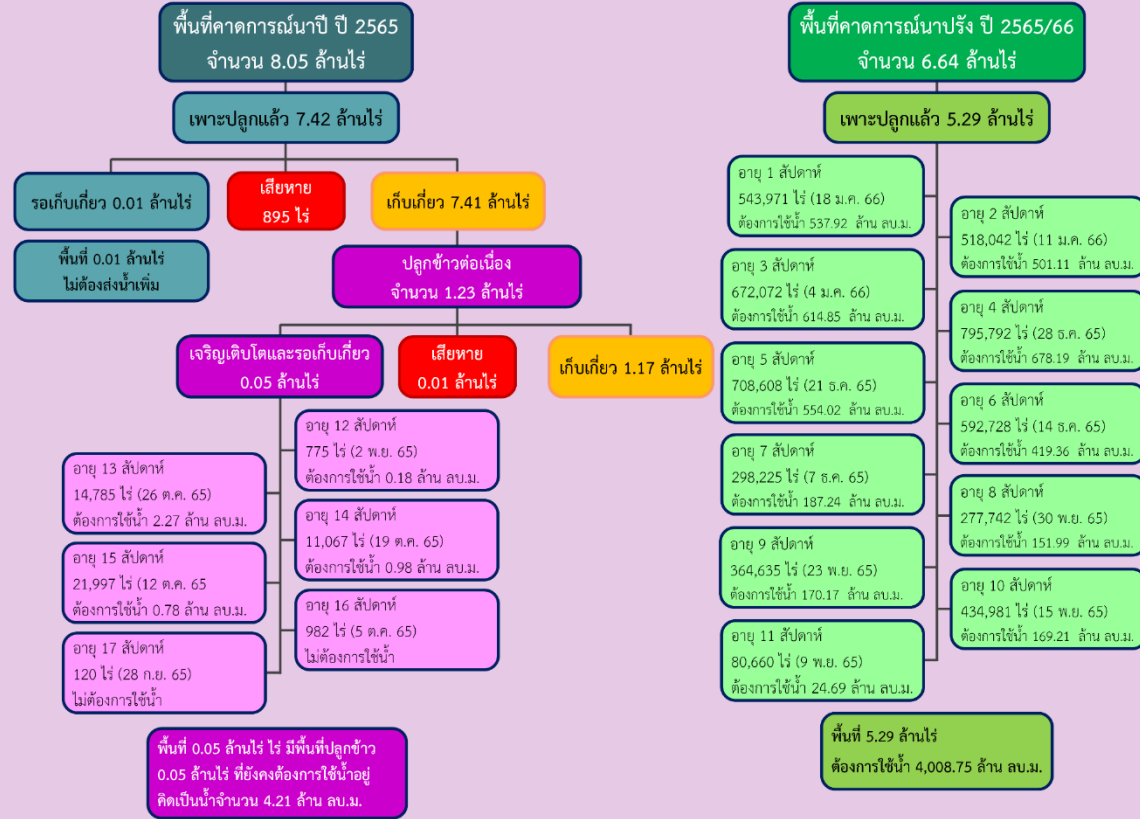 พื้นที่คาดการณ์นาปี ปี 2565
จำนวน 8.05 ล้านไร่
เพาะปลูกแล้ว 7.42 ล้านไร่
รอเก็บเกี่ยว 0.01 ล้านไร่
เสียหาย
895 ไร่
เก็บเกี่ยว 7.41 ล้านไร่
พื้นที่ 0.01 ล้านไร่
ไม่ต้องส่งน้ำเพิ่ม
ปลูกข้าวต่อเนื่อง
จำนวน 1.23 ล้านไร่
เจริญเติบโตและรอเก็บเกี่ยว
0.05 ล้านไร่
เสียหาย
0.01 ล้านไร่
เก็บเกี่ยว 1.17 ล้านไร่
อายุ 12 สัปดาห์
775 ไร่ (2 พ.ย. 65)
ต้องการใช้น้ำ 0.18 ล้าน ลบ.ม.
อายุ 13 สัปดาห์
14,785 ไร่ (26 ต.ค. 65)
ต้องการใช้น้ำ 2.27 ล้าน ลบ.ม.
อายุ 14 สัปดาห์
11,067 ไร่ (19 ต.ค. 65)
ต้องการใช้น้ำ 0.98 ล้าน ลบ.ม.
อายุ 15 สัปดาห์
21,997 ไร่ (12 ต.ค. 65
ต้องการใช้น้ำ 0.78 ล้าน ลบ.ม.
อายุ 16 สัปดาห์
982 ไร่ (5 ต.ค. 65)
ไม่ต้องการใช้น้ำ
อายุ 17 สัปดาห์
120 ไร่ (28 ก.ย. 65)
ไม่ต้องการใช้น้ำ
พื้นที่ 0.05 ล้านไร่ ไร่ มีพื้นที่ปลูกข้าว
0.05 ล้านไร่ ที่ยังคงต้องการใช้น้ำอยู่
คิดเป็นน้ำจำนวน 4.21 ล้าน ลบ.ม.
พื้นที่คาดการณ์นาปรัง ปี 2565/66
จำนวน 6.64 ล้านไร่
เพาะปลูกแล้ว 5.29 ล้านไร่
อายุ 1 สัปดาห์
543,971 ไร่ (18 ม.ค. 66)
ต้องการใช้น้ำ 537.92 ล้าน ลบ.ม.
อายุ 2 สัปดาห์
518,042 ไร่ (11 ม.ค. 66)
ต้องการใช้น้ำ 501.11 ล้าน ลบ.ม.
อายุ 3 สัปดาห์
672,072 ไร่ (4 ม.ค. 66)
ต้องการใช้น้ำ 614.85 ล้าน ลบ.ม.
อายุ 4 สัปดาห์
795,792 ไร่ (28 ธ.ค. 65)
ต้องการใช้น้ำ 678.19 ล้าน ลบ.ม.
อายุ 5 สัปดาห์
708,608 ไร่ (21 ธ.ค. 65)
ต้องการใช้น้ำ 554.02 ล้าน ลบ.ม.
อายุ 6 สัปดาห์
592,728 ไร่ (14 ธ.ค. 65)
ต้องการใช้น้ำ 419.36 ล้าน ลบ.ม.
อายุ 7 สัปดาห์
298,225 ไร่ (7 ธ.ค. 65)
ต้องการใช้น้ำ 187.24 ล้าน ลบ.ม.
อายุ 8 สัปดาห์
277,742 ไร่ (30 พ.ย. 65)
ต้องการใช้น้ำ 151.99 ล้าน ลบ.ม.
อายุ 9 สัปดาห์
364,635 ไร่ (23 พ.ย. 65)
ต้องการใช้น้ำ 170.17 ล้าน ลบ.ม.
อายุ 10 สัปดาห์
434,981 ไร่ (15 พ.ย. 65)
ต้องการใช้น้ำ 169.21 ล้าน ลบ.ม.
อายุ 11 สัปดาห์
80,660 ไร่ (9 พ.ย. 65)
ต้องการใช้น้ำ 24.69 ลบ.ม.
พื้นที่ 5.29 ล้านไร่
ต้องการใช้น้ำ 4,008.75 ล้าน ลบ.ม.